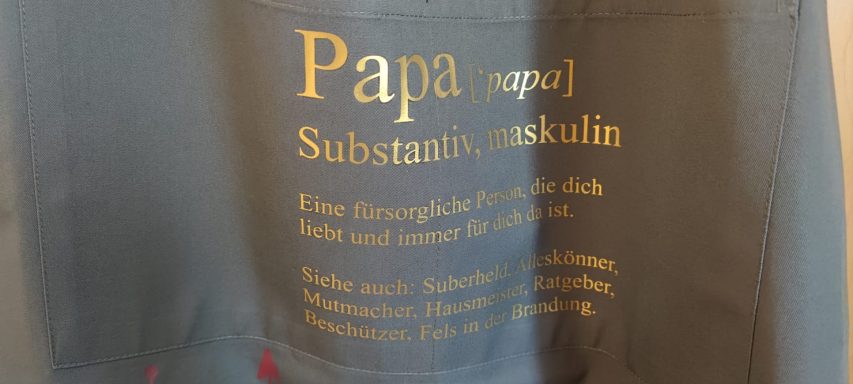 Papa ['papa]
Substantiv, maskulin
Eine fürsorgliche Person, die dich
liebt und immer für dich da ist.
Siehe auch: Suberheld, Alleskönner,
Mutmacher, Hausmeister, Ratgeber,
Beschützer, Fels in der Brandung.